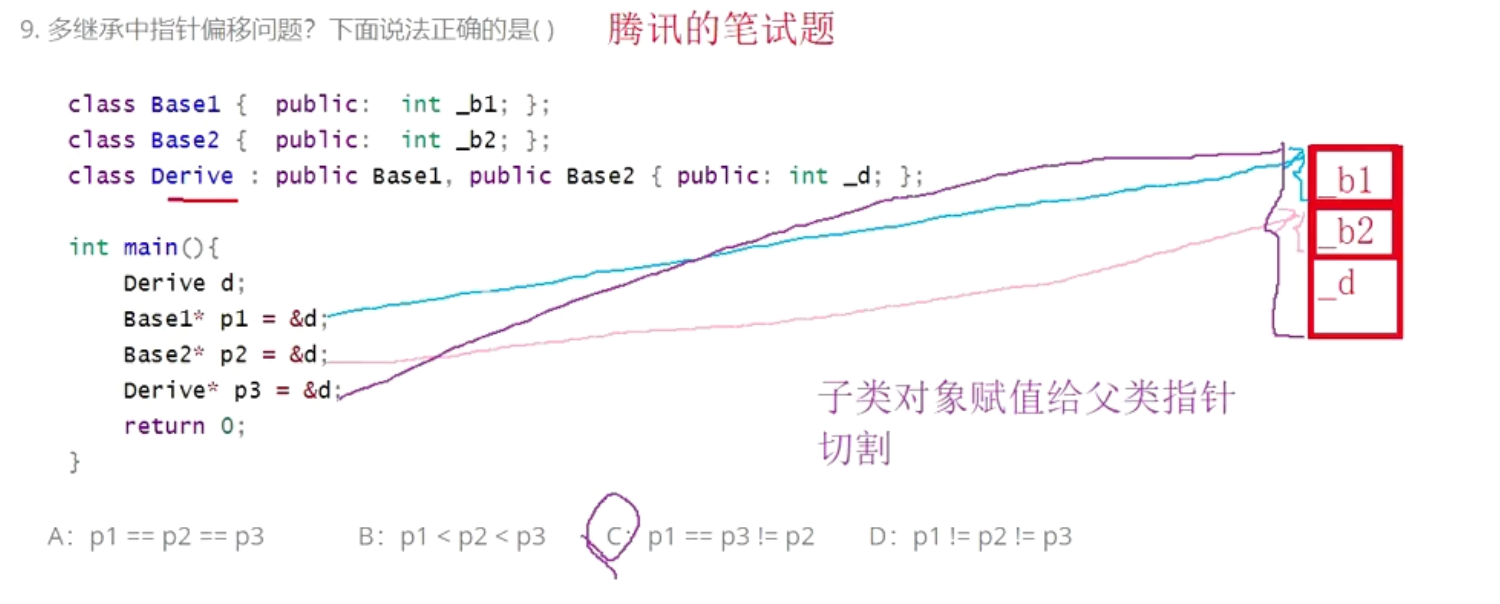 9. 多继承中指针偏移问题？下面说法正确的是( )
腾讯的笔试题
class Base1 {  public:  int _b1; };
class Base2 {  public:  int _b2; };
class Derive : public Base1, public Base2 { public: int _d; };
_b1
_b2
_d
int main(){
Derive d;
Base1* p1 = &d;
Base2* p2 = &d;
Derive* p3 = &d;
return 0;
}
子类对象赋值给父类指针
切割
A：p1 == p2 == p3
B：p1 < p2 < p3
C：p1 == p3 != p2
D：p1 != p2 != p3